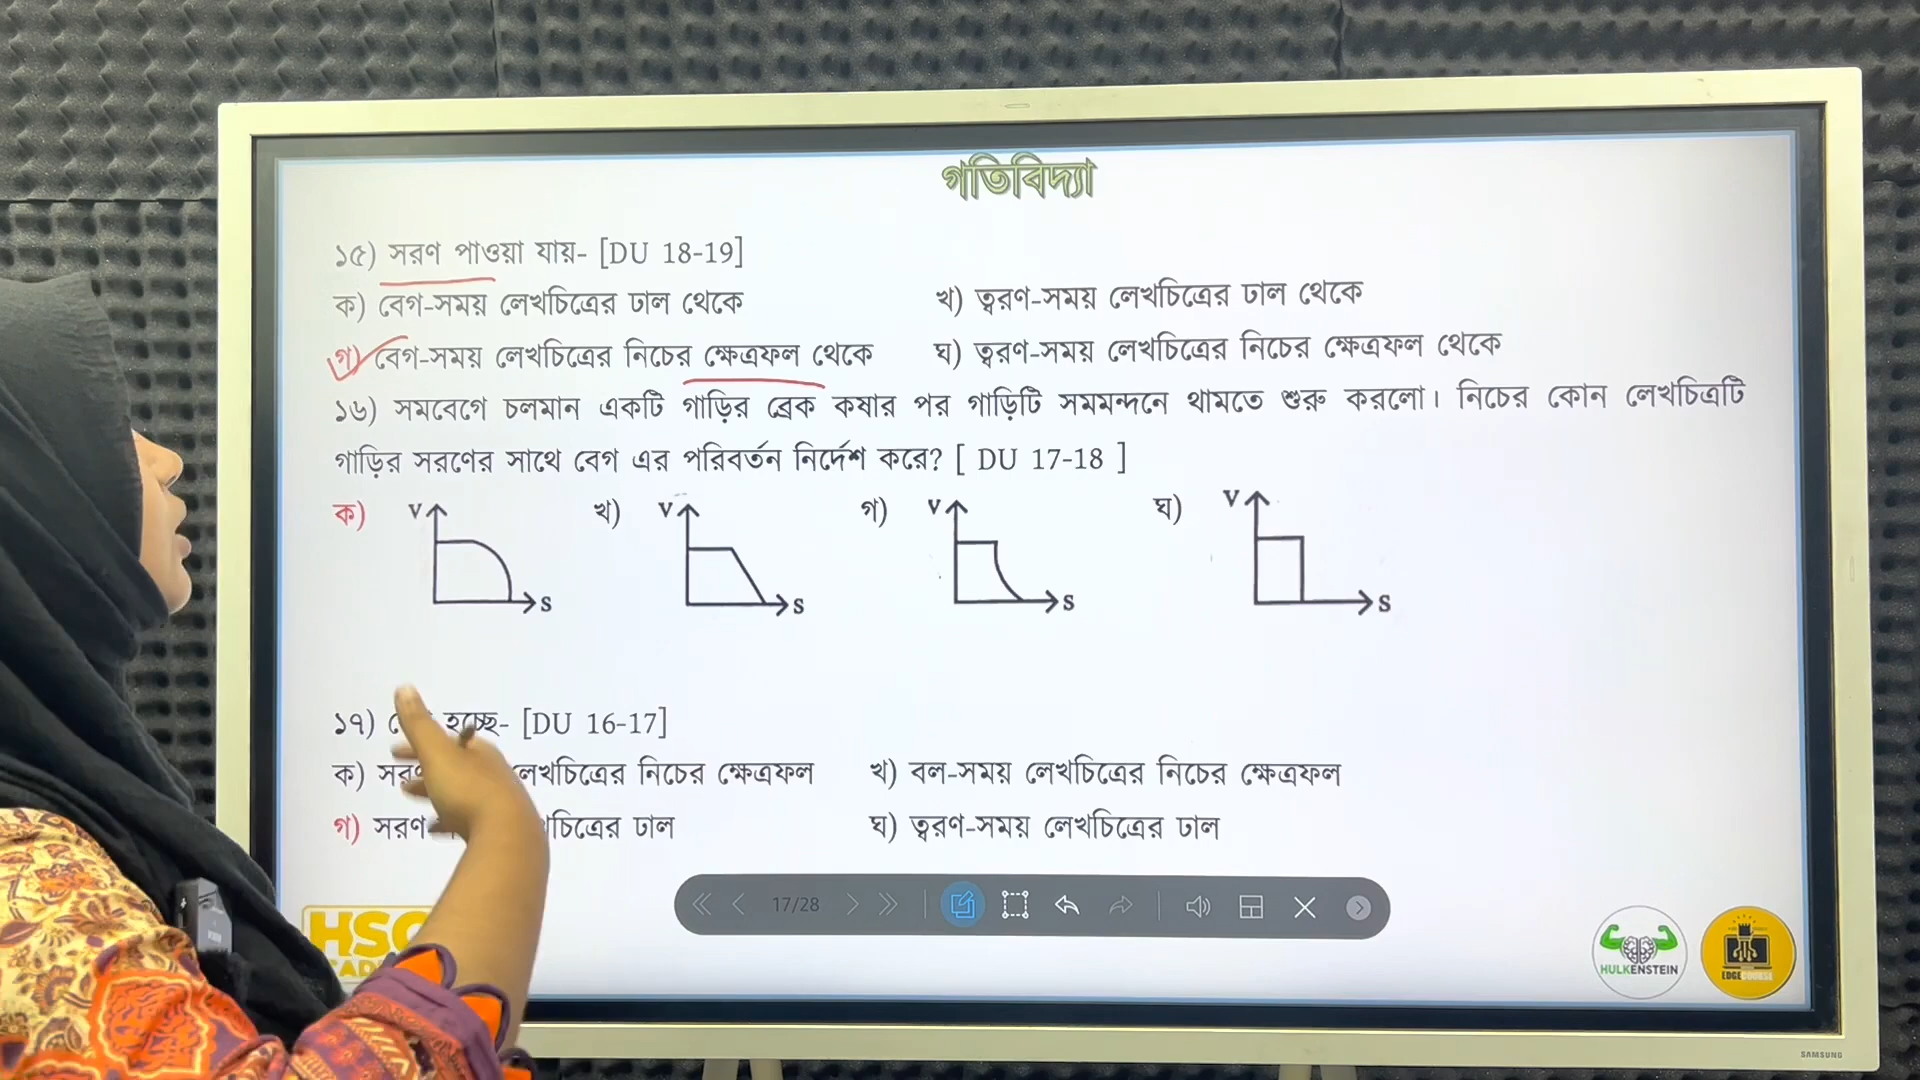 গতিবিদ্যা
১৫) সরণ পাওয়া যায়- [DU 18-19]
ক) বেগ-সময় লেখচিত্রের ঢাল থেকে খ) ত্বরণ-সময় লেখচিত্রের ঢাল থেকে
গ) বেগ-সময় লেখচিত্রের নিচের ক্ষেত্রফল থেকে ঘ) ত্বরণ-সময় লেখচিত্রের নিচের ক্ষেত্রফল থেকে
১৬) সমবেগে চলমান একটি গাড়ির ব্রেক কষার পর গাড়িটি সমমন্দনে থামতে শুরু করলো। নিচের কোন লেখচিত্রটি
গাড়ির সরণের সাথে বেগ এর পরিবর্তন নির্দেশ করে? [ DU 17-18 ]
ক) V S খ) V S গ) V S ঘ) V S
১৭) হচ্ছে- [DU 16-17]
ক) লেখচিত্রের নিচের ক্ষেত্রফল খ) বল-সময় লেখচিত্রের নিচের ক্ষেত্রফল
গ) সরণ- ঢাল ঘ) ত্বরণ-সময় লেখচিত্রের ঢাল
17/28
HSC
HULKENSTEIN
EDGECOURSE
SAMSUNG